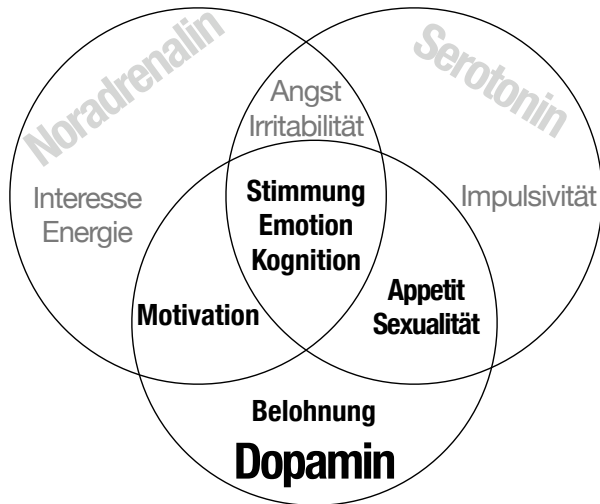 Noradrenalin
Serotonin
Angst
Irritabilität
Interesse
Energie
Stimmung
Emotion
Kognition
Impulsivität
Motivation
Appetit
Sexualität
Belohnung
Dopamin